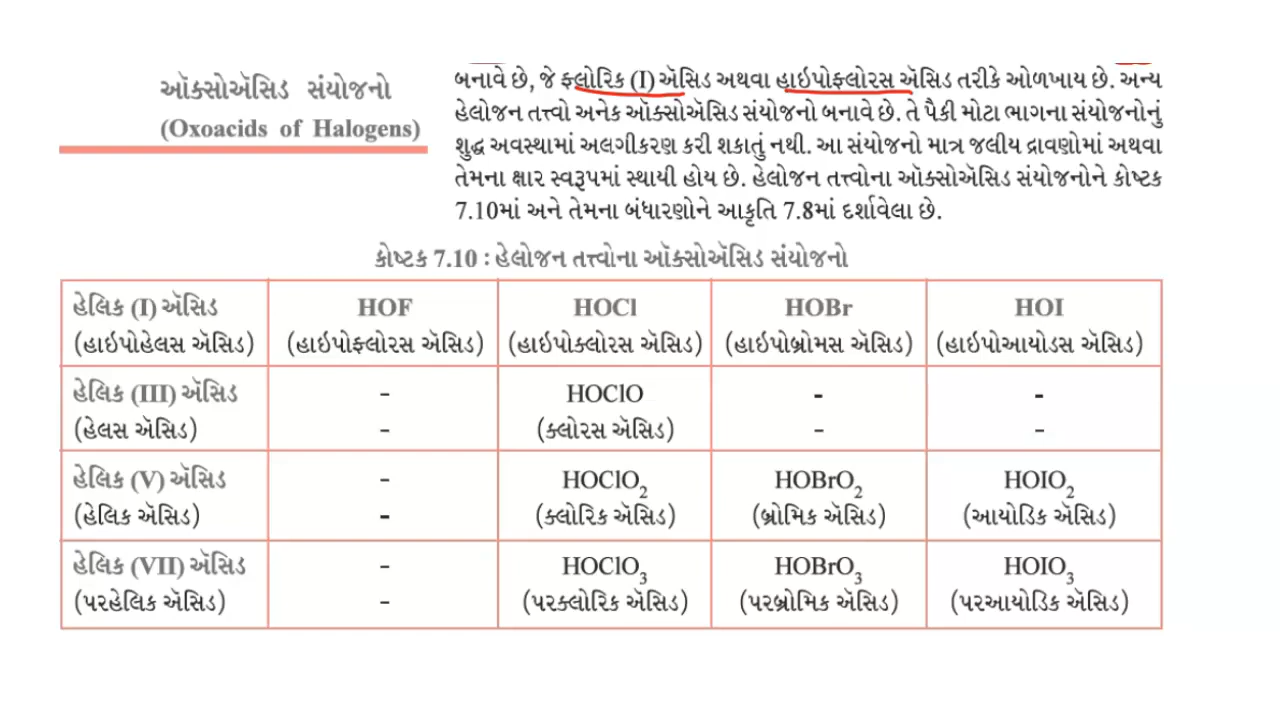 ઑક્સોઍસિડ સંયોજનો
(Oxoacids of Halogens)
બનાવે છે, જે ફ્લોરિક (I) ઍસિડ અથવા હાઇપોફ્લોરસ ઍસિડ તરીકે ઓળખાય છે. અન્ય
હેલોજન તત્ત્વો અનેક ઑક્સોઍસિડ સંયોજનો બનાવે છે. તે પૈકી મોટા ભાગના સંયોજનોનું
શુદ્ધ અવસ્થામાં અલગીકરણ કરી શકાતું નથી. આ સંયોજનો માત્ર જલીય દ્રાવણોમાં અથવા
તેમના ક્ષાર સ્વરૂપમાં સ્થાયી હોય છે. હેલોજન તત્ત્વોના ઑક્સોઍસિડ સંયોજનોને કોષ્ટક
7.10માં અને તેમના બંધારણોને આકૃતિ 7.8માં દર્શાવેલા છે.
કોષ્ટક 7.10 : હેલોજન તત્ત્વોના ઑક્સોઍસિડ સંયોજનો
હેલિક (I) ઍસિડ HOF HOCl HOBr HOI
(હાઇપોહેલસ ઍસિડ) (હાઇપોફ્લોરસ ઍસિડ) (હાઇપોક્લોરસ ઍસિડ) (હાઇપોબ્રોમસ ઍસિડ) (હાઇપોઆયોડસ ઍસિડ)
હેલિક (III) ઍસિડ - HOClO - -
(હેલસ ઍસિડ) - (ક્લોરસ ઍસિડ) - -
હેલિક (V) ઍસિડ - HOClO₂ HOBrO₂ HOIO₂
(હેલિક ઍસિડ) - (ક્લોરિક ઍસિડ) (બ્રોમિક ઍસિડ) (આયોડિક ઍસિડ)
હેલિક (VII) ઍસિડ - HOClO₃ HOBrO₃ HOIO₃
(પરહેલિક ઍસિડ) - (પરક્લોરિક ઍસિડ) (પરબ્રોમિક ઍસિડ) (પરઆયોડિક ઍસિડ)